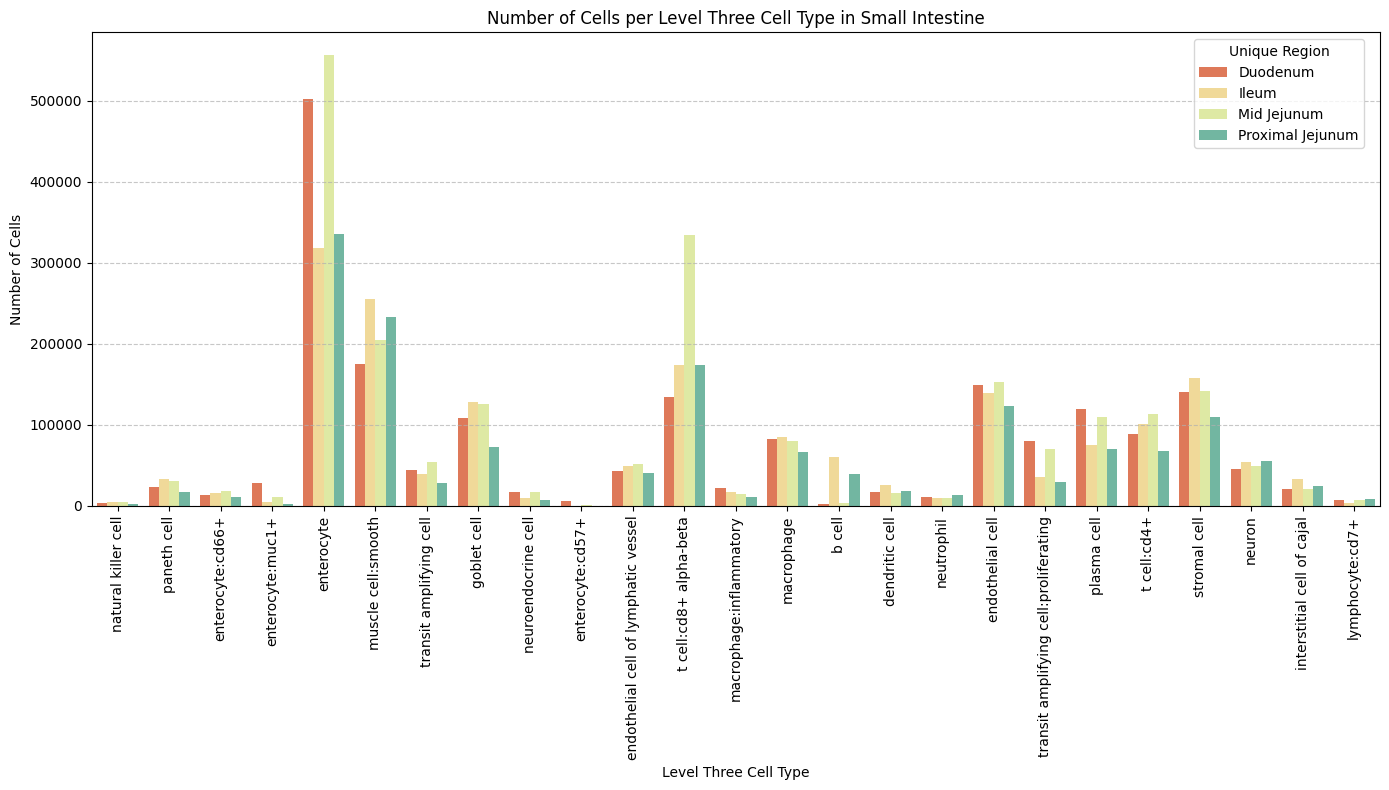 Number of Cells per Level Three Cell Type in Small Intestine
Unique Region
Duodenum
Ileum
Mid Jejunum
Proximal Jejunum
Number of Cells
500000
400000
300000
200000
100000
0
natural killer cell
paneth cell
enterocyte:cd66+
enterocyte:muc1+
enterocyte
muscle cell:smooth
transit amplifying cell
goblet cell
neuroendocrine cell
enterocyte:cd57+
endothelial cell of lymphatic vessel
t cell:cd8+ alpha-beta
macrophage:inflammatory
macrophage
b cell
dendritic cell
neutrophil
endothelial cell
transit amplifying cell:proliferating
plasma cell
t cell:cd4+
stromal cell
neuron
interstitial cell of cajal
lymphocyte:cd7+
Level Three Cell Type